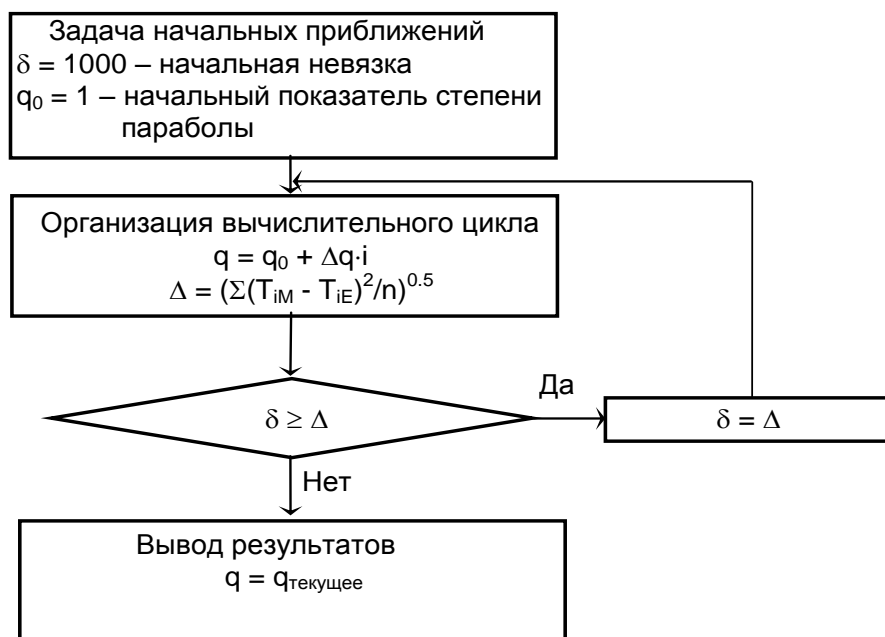 Задача начальных приближений
δ = 1000 – начальная невязка
q₀ = 1 – начальный показатель степени
параболы
Организация вычислительного цикла
q = q₀ + Δq·i
Δ = (Σ(T_iM - T_iE)²/n)^0.5
δ ≥ Δ
Да
δ = Δ
Нет
Вывод результатов
q = q_текущее